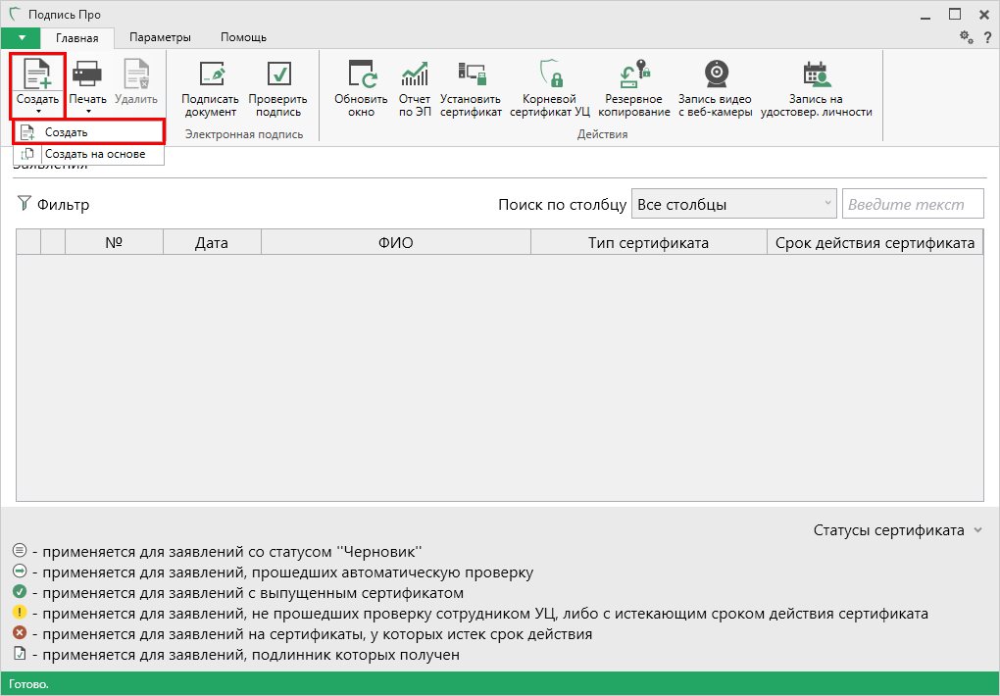 Подпись Про
Главная Параметры Помощь
?
Создать Печать Удалить
Подписать документ
Проверить подпись
Электронная подпись
Обновить окно
Отчет по ЭП
Установить сертификат
Корневой сертификат УЦ
Резервное копирование
Запись видео с веб-камеры
Запись на удостовер. личности
Действия
Создать
Создать на основе
Заявления
Фильтр
Поиск по столбцу Все столбцы Введите текст
№ Дата ФИО Тип сертификата Срок действия сертификата
Статусы сертификата
- применяется для заявлений со статусом "Черновик"
- применяется для заявлений, прошедших автоматическую проверку
- применяется для заявлений с выпущенным сертификатом
- применяется для заявлений, не прошедших проверку сотрудником УЦ, либо с истекающим сроком действия сертификата
- применяется для заявлений на сертификаты, у которых истек срок действия
- применяется для заявлений, подлинник которых получен
Готово.